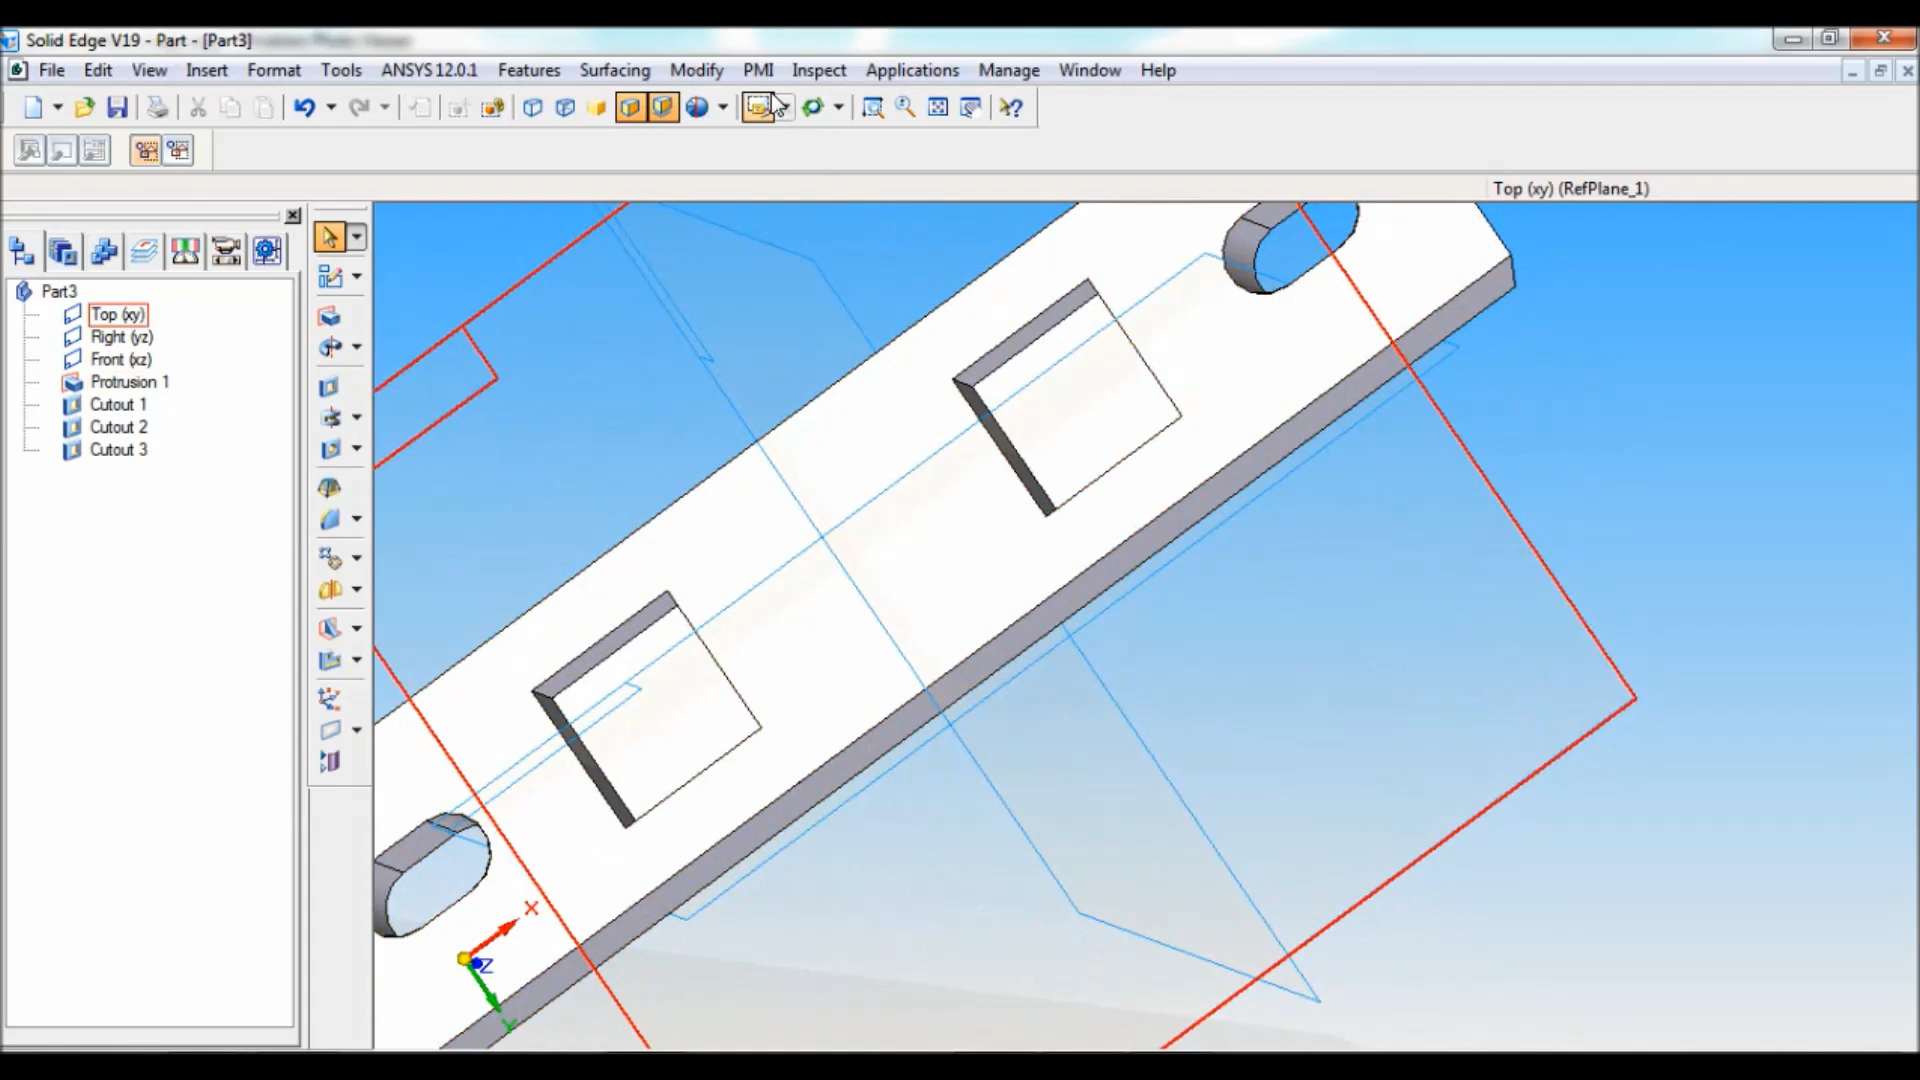 Solid Edge V19 - Part - [Part3]
File Edit View Insert Format Tools ANSYS 12.0.1 Features Surfacing Modify PMI Inspect Applications Manage Window Help
Top (xy) (RefPlane_1)
Part3
Top (xy)
Right (yz)
Front (xz)
Protrusion 1
Cutout 1
Cutout 2
Cutout 3
X
Z
Y